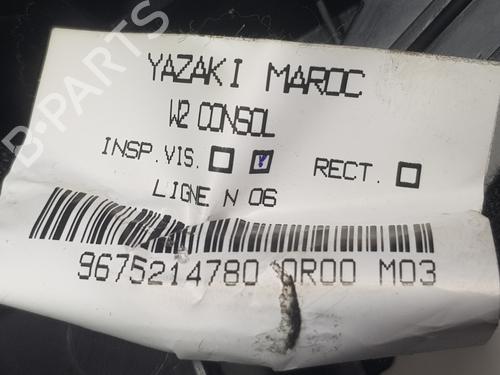 B-PARTS
YAZAKI MAROC
W2 CONSOL
INSP.VIS. RECT.
LIGNE N 06
9675214780 0R00 M03